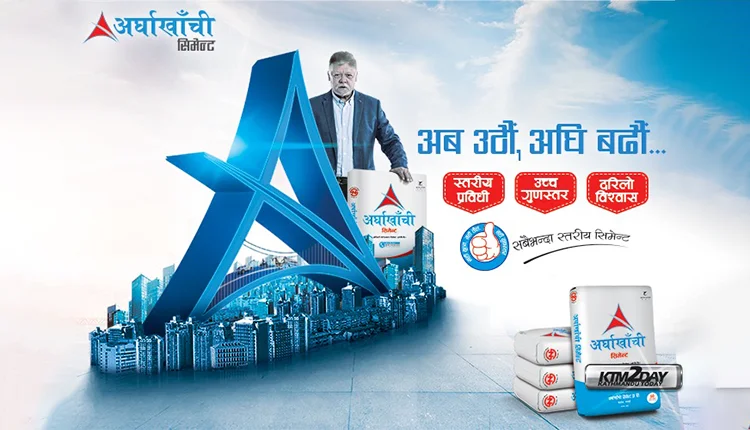 अर्घाखाँची
सिमेन्ट
अब उठौं, अघि बढौं...
स्तरीय
प्रविधी
उच्च
गुणस्तर
दरिलो
विश्वास
सबैभन्दा स्तरीय सिमेन्ट
अर्घाखाँची
सिमेन्ट
अर्घाखाँची
सिमेन्ट
KTM2DAY
KATHMANDU TODAY